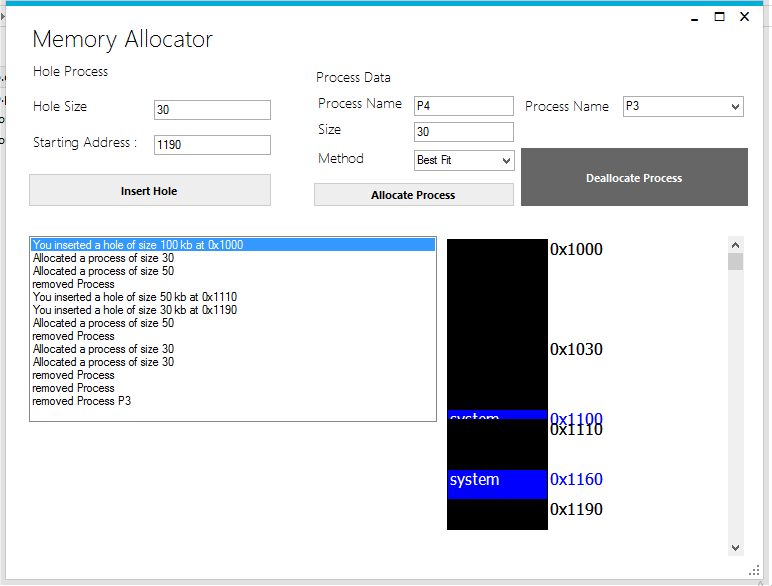 Memory Allocator
Hole Process
Process Data
Hole Size
30
Process Name
P4
Process Name
P3
Size
30
Starting Address :
1190
Method
Best Fit
Insert Hole
Allocate Process
Deallocate Process
You inserted a hole of size 100 kb at 0x1000
Allocated a process of size 30
Allocated a process of size 50
removed Process
You inserted a hole of size 50 kb at 0x1110
You inserted a hole of size 30 kb at 0x1190
Allocated a process of size 50
removed Process
Allocated a process of size 30
Allocated a process of size 30
removed Process
removed Process
removed Process P3
0x1000
0x1030
system
0x1100
0x1110
system
0x1160
0x1190